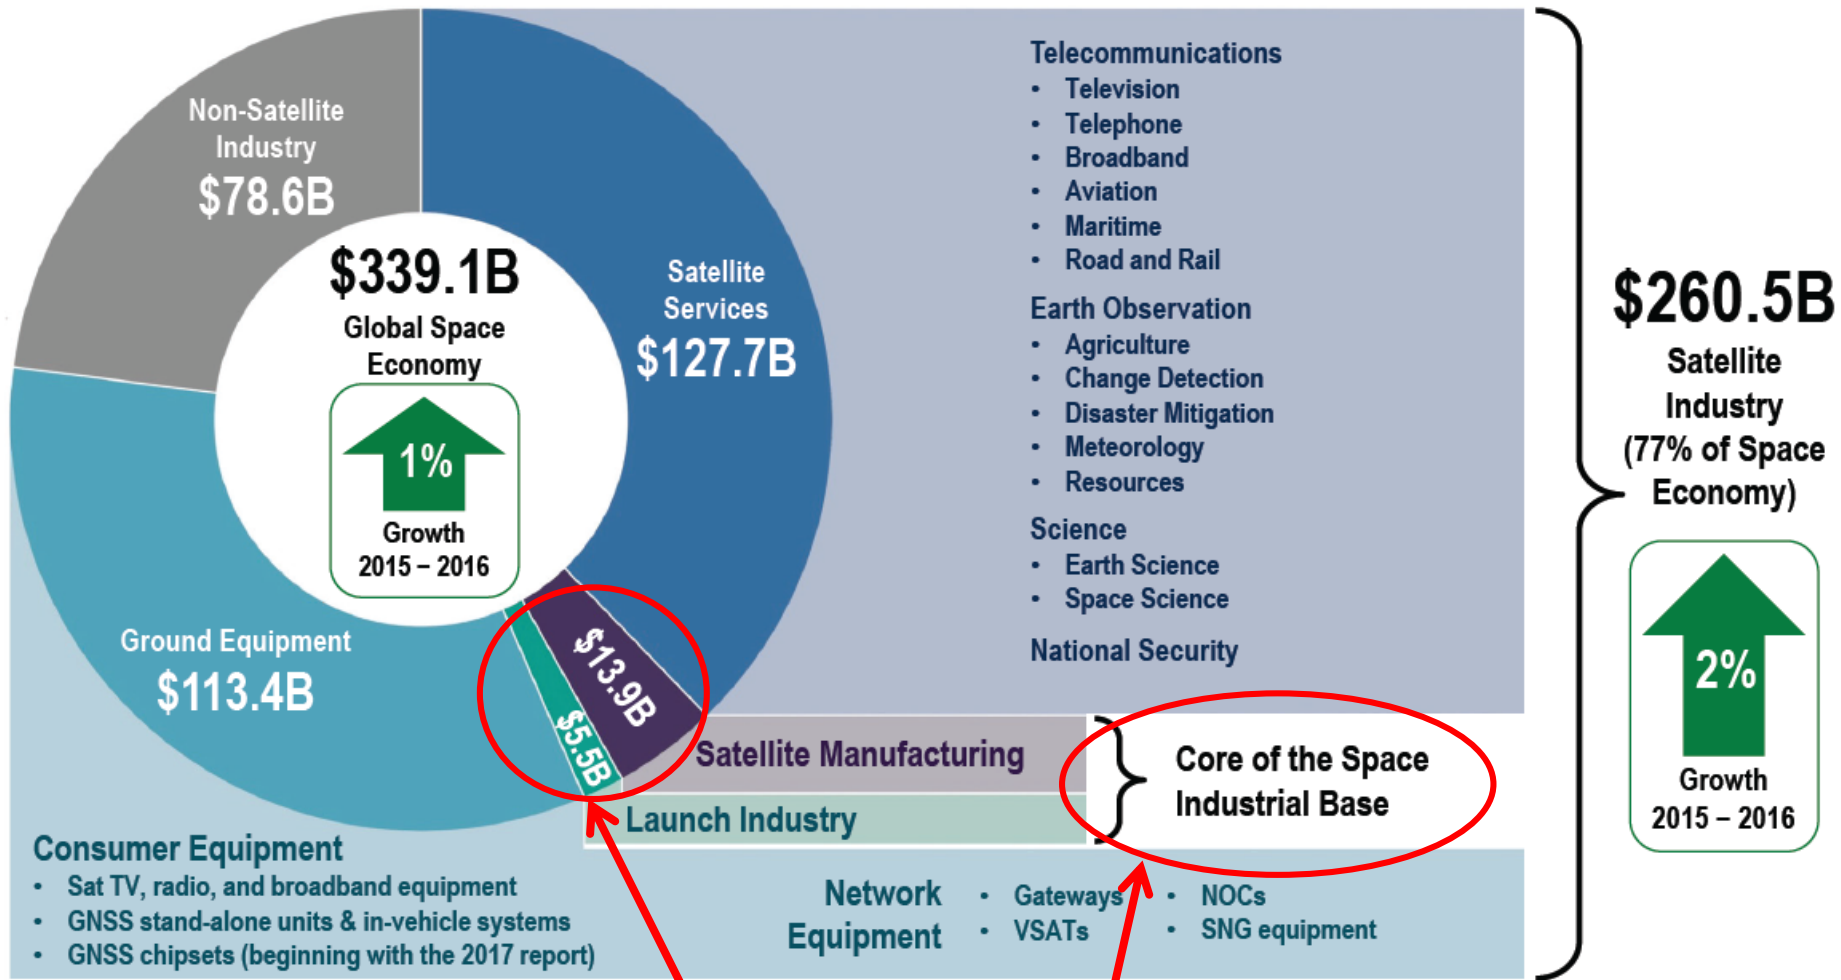 Non-Satellite
Industry
$78.6B
$339.1B
Global Space
Economy
1%
Growth
2015 – 2016
Satellite
Services
$127.7B
Ground Equipment
$113.4B
$13.9B
$5.5B
Telecommunications
• Television
• Telephone
• Broadband
• Aviation
• Maritime
• Road and Rail
Earth Observation
• Agriculture
• Change Detection
• Disaster Mitigation
• Meteorology
• Resources
Science
• Earth Science
• Space Science
National Security
Satellite Manufacturing
Launch Industry
Core of the Space
Industrial Base
Consumer Equipment
• Sat TV, radio, and broadband equipment
• GNSS stand-alone units & in-vehicle systems
• GNSS chipsets (beginning with the 2017 report)
Network
Equipment
• Gateways
• VSATs
• NOCs
• SNG equipment
$260.5B
Satellite
Industry
(77% of Space
Economy)
2%
Growth
2015 – 2016